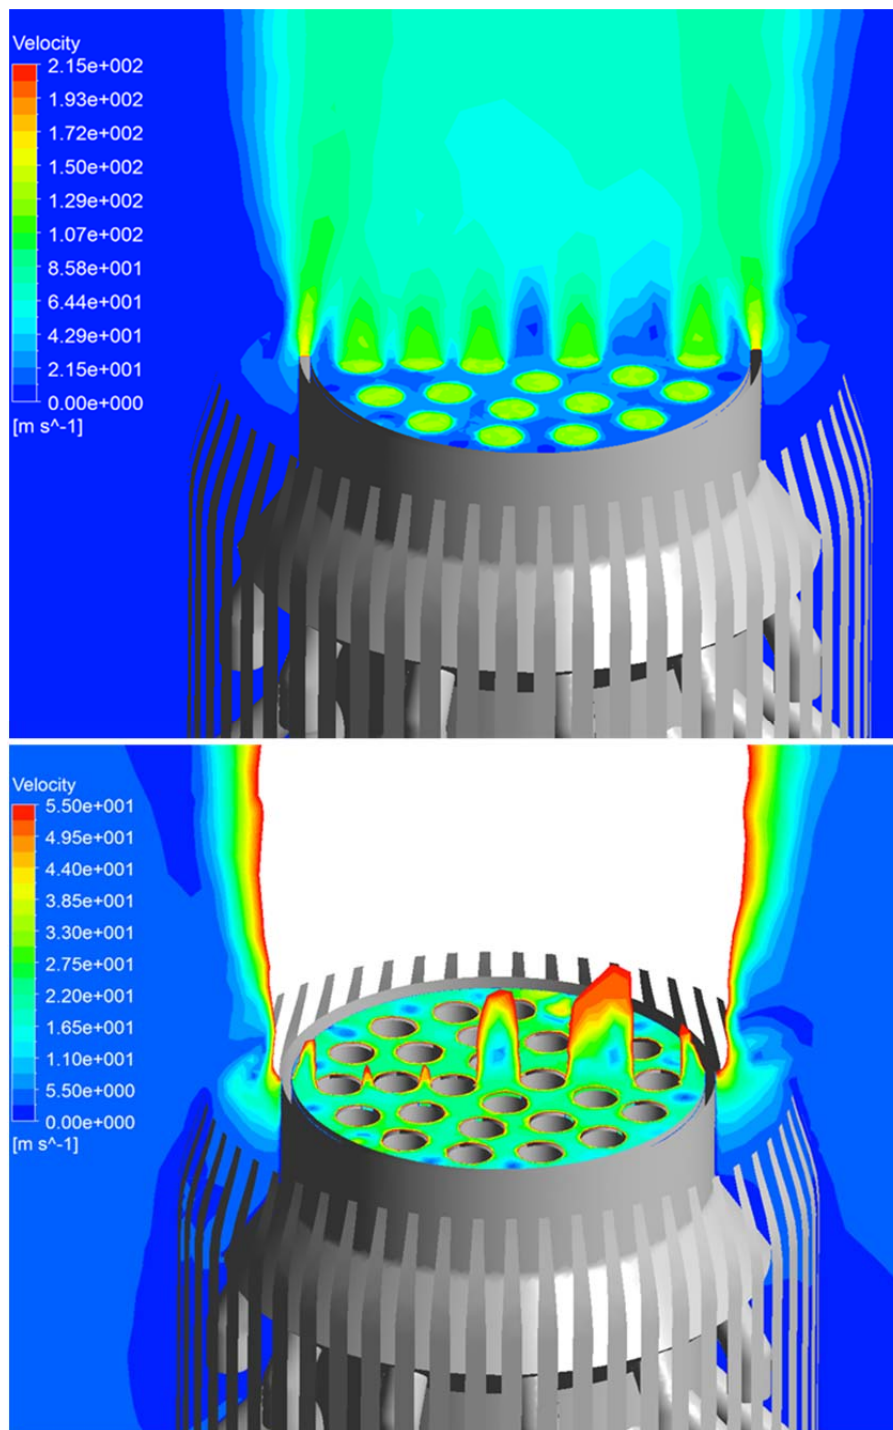 Velocity
2.15e+002
1.93e+002
1.72e+002
1.50e+002
1.29e+002
1.07e+002
8.58e+001
6.44e+001
4.29e+001
2.15e+001
0.00e+000
[m s^-1]
Velocity
5.50e+001
4.95e+001
4.40e+001
3.85e+001
3.30e+001
2.75e+001
2.20e+001
1.65e+001
1.10e+001
5.50e+000
0.00e+000
[m s^-1]